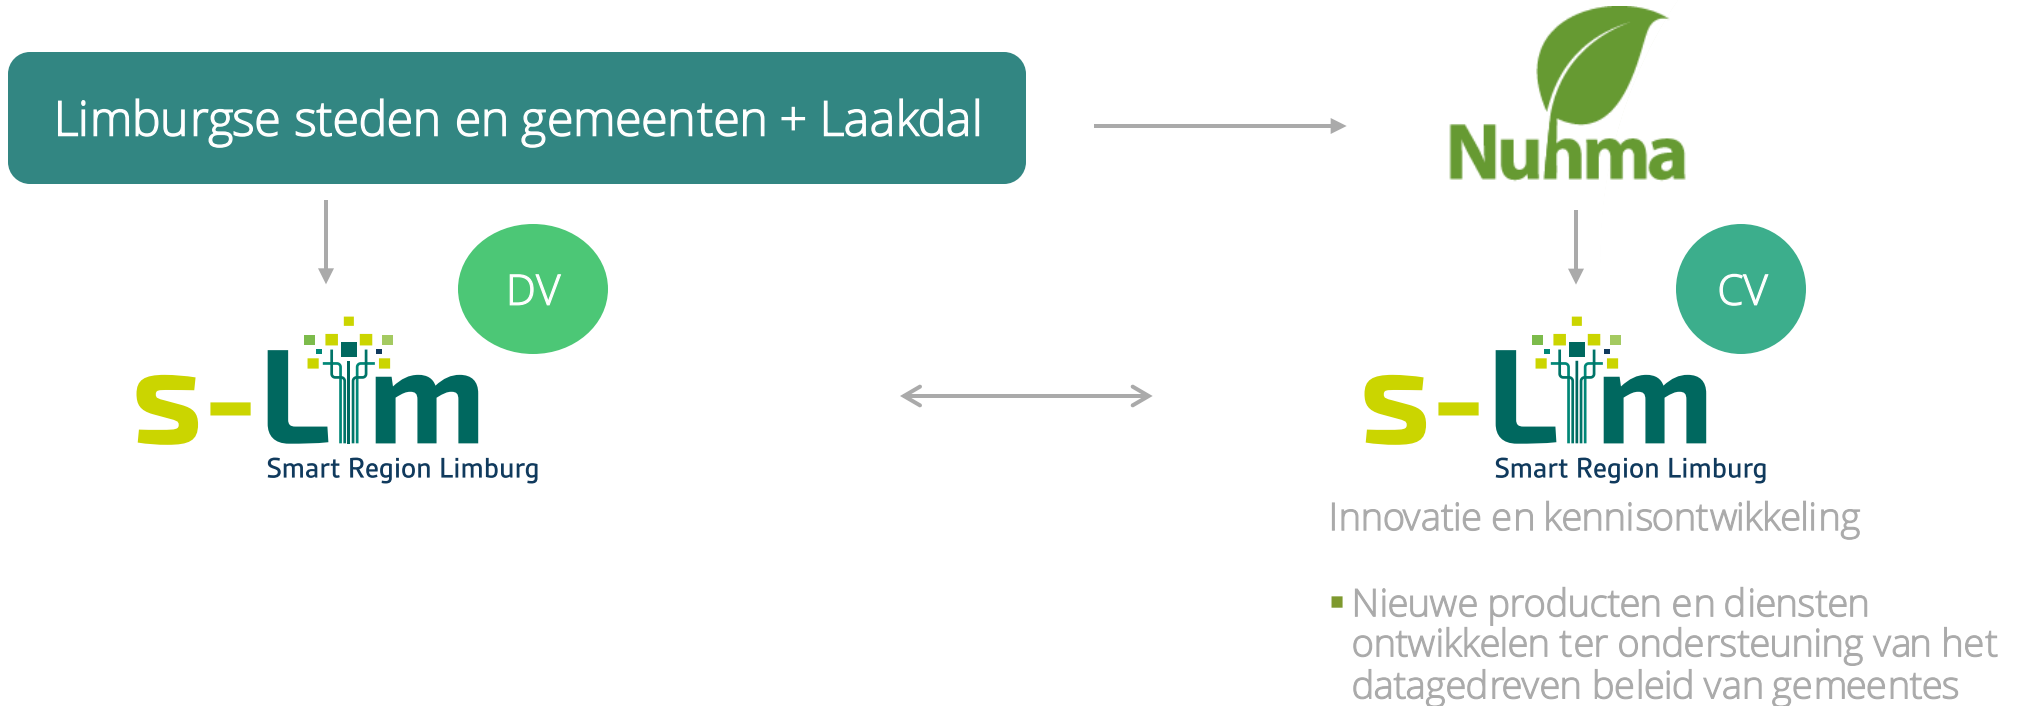 Limburgse steden en gemeenten + Laakdal
Nuhma
DV
CV
s-Lim
Smart Region Limburg
s-Lim
Smart Region Limburg
Innovatie en kennisontwikkeling
Nieuwe producten en diensten
ontwikkelen ter ondersteuning van het
datagedreven beleid van gemeentes